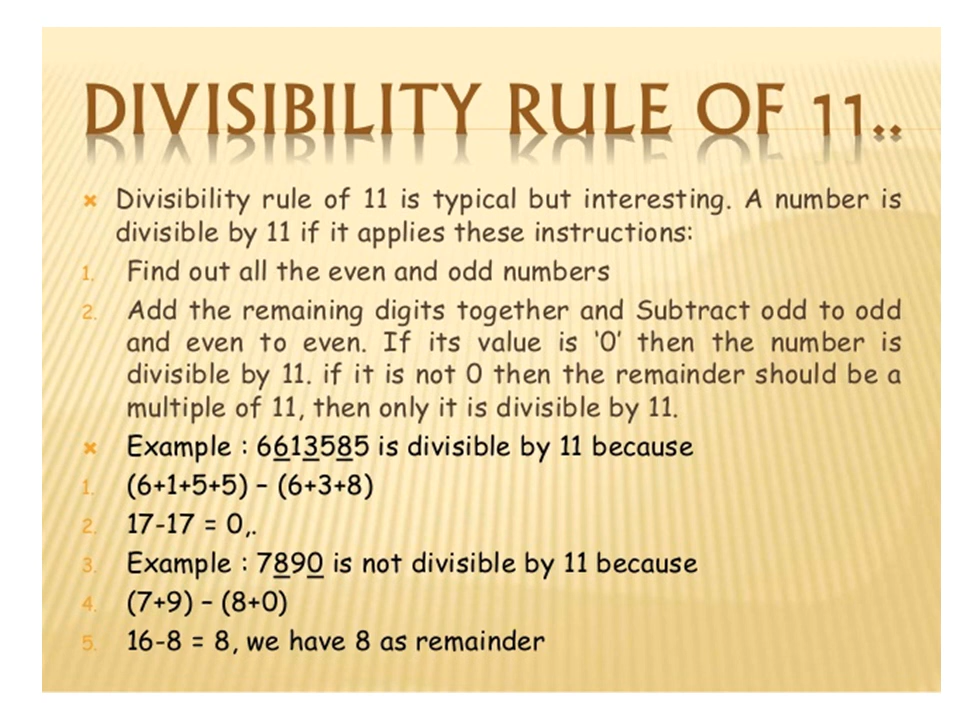 DIVISIBILITY RULE OF 11..
× Divisibility rule of 11 is typical but interesting. A number is
divisible by 11 if it applies these instructions:
1. Find out all the even and odd numbers
2. Add the remaining digits together and Subtract odd to odd
and even to even. If its value is ‘0’ then the number is
divisible by 11. if it is not 0 then the remainder should be a
multiple of 11, then only it is divisible by 11.
× Example : 6613585 is divisible by 11 because
1. (6+1+5+5) – (6+3+8)
2. 17-17 = 0,.
3. Example : 7890 is not divisible by 11 because
4. (7+9) – (8+0)
5. 16-8 = 8, we have 8 as remainder